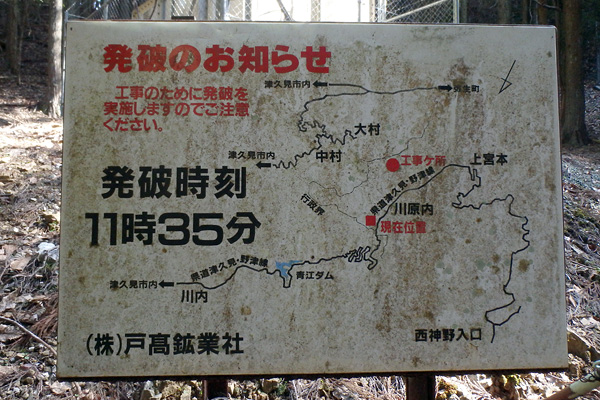 発破のお知らせ
工事のために発破を
実施しますのでご注意
ください。
発破時刻
11時35分
(株)戸髙鉱業社
津久見市内
弥生町
大村
中村
津久見市内
工事ケ所
上宮本
県道津久見・野津線
行政界
川原内
現在位置
県道津久見・野津線
青江ダム
津久見市内
川内
西神野入口